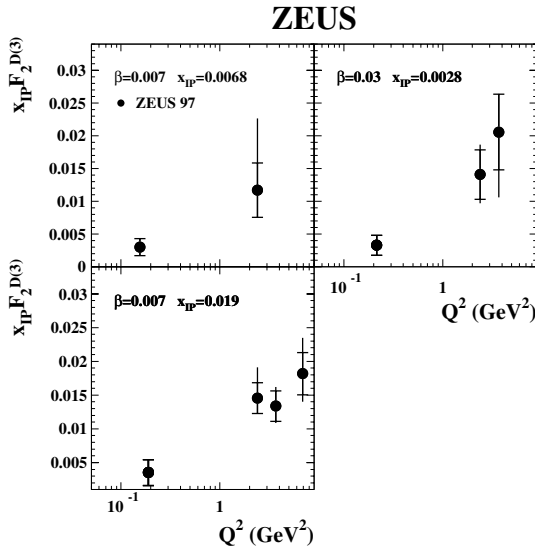 ZEUS
x_IP F_2^D(3)
0.03
0.025
0.02
0.015
0.01
0.005
0
β=0.007 x_IP=0.0068
ZEUS 97
β=0.03 x_IP=0.0028
10^-1 1
Q^2 (GeV^2)
x_IP F_2^D(3)
0.03
0.025
0.02
0.015
0.01
0.005
β=0.007 x_IP=0.019
10^-1 1
Q^2 (GeV^2)